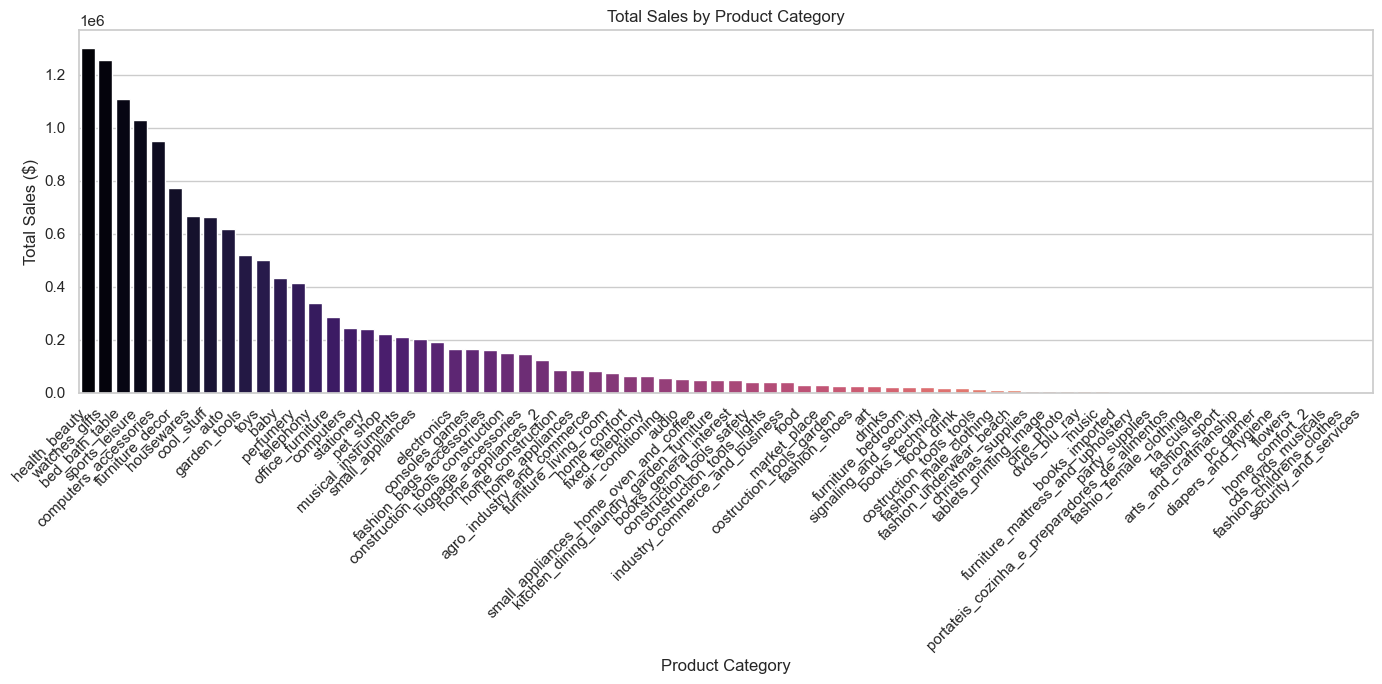 Total Sales by Product Category
1e6
Total Sales ($)
1.2
1.0
0.8
0.6
0.4
0.2
0.0
health_beauty
watches_gifts
bed_bath_table
sports_leisure
computers_accessories
furniture_decor
housewares
cool_stuff
auto
garden_tools
toys
baby
perfumery
telephony
office_furniture
computers
stationery
pet_shop
musical_instruments
small_appliances
electronics
consoles_games
fashion_bags_accessories
construction_tools_construction
luggage_accessories
home_appliances_2
home_construction
home_appliances
agro_industry_and_commerce
furniture_living_room
home_confort
fixed_telephony
air_conditioning
audio
small_appliances_home_oven_and_coffee
kitchen_dining_laundry_garden_furniture
books_general_interest
construction_tools_safety
construction_tools_lights
industry_commerce_and_business
food
market_place
costruction_tools_garden
fashion_shoes
art
drinks
furniture_bedroom
signaling_and_security
books_technical
food_drink
costruction_tools_tools
fashion_male_clothing
fashion_underwear_beach
christmas_supplies
tablets_printing_image
cine_photo
dvds_blu_ray
music
books_imported
furniture_mattress_and_upholstery
party_supplies
portateis_cozinha_e_preparadores_de_alimentos
fashio_female_clothing
la_cuisine
fashion_sport
arts_and_craftmanship
pc_gamer
diapers_and_hygiene
flowers
home_comfort_2
cds_dvds_musicals
fashion_childrens_clothes
security_and_services
Product Category